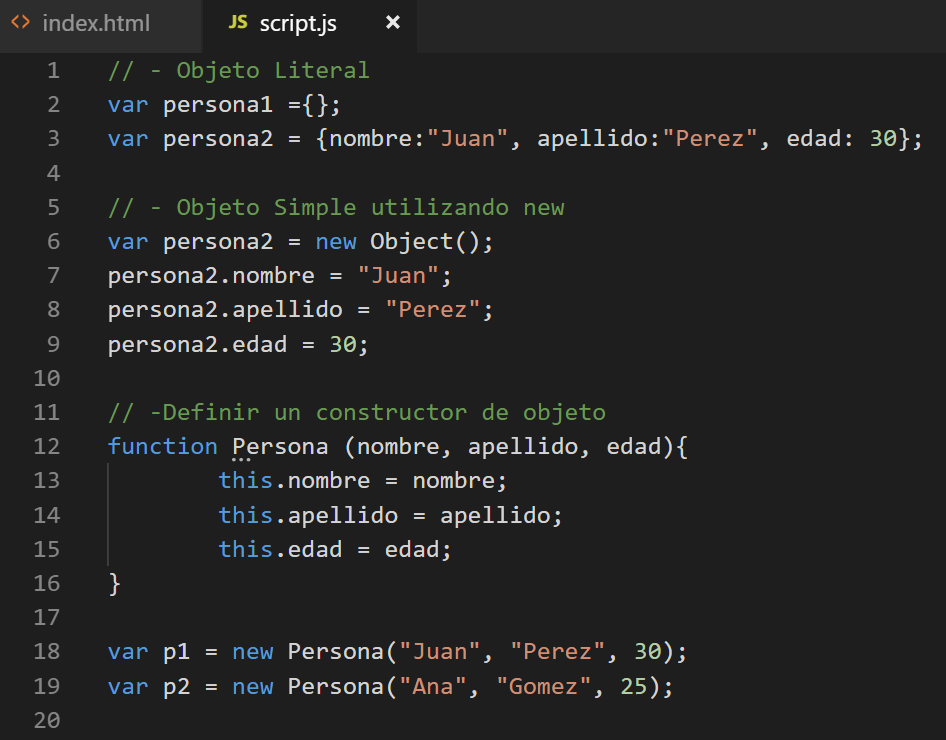 <> index.html JS script.js ×
1 // - Objeto Literal
2 var persona1 ={};
3 var persona2 = {nombre:"Juan", apellido:"Perez", edad: 30};
4
5 // - Objeto Simple utilizando new
6 var persona2 = new Object();
7 persona2.nombre = "Juan";
8 persona2.apellido = "Perez";
9 persona2.edad = 30;
10
11 // -Definir un constructor de objeto
12 function Persona (nombre, apellido, edad){
13 this.nombre = nombre;
14 this.apellido = apellido;
15 this.edad = edad;
16 }
17
18 var p1 = new Persona("Juan", "Perez", 30);
19 var p2 = new Persona("Ana", "Gomez", 25);
20